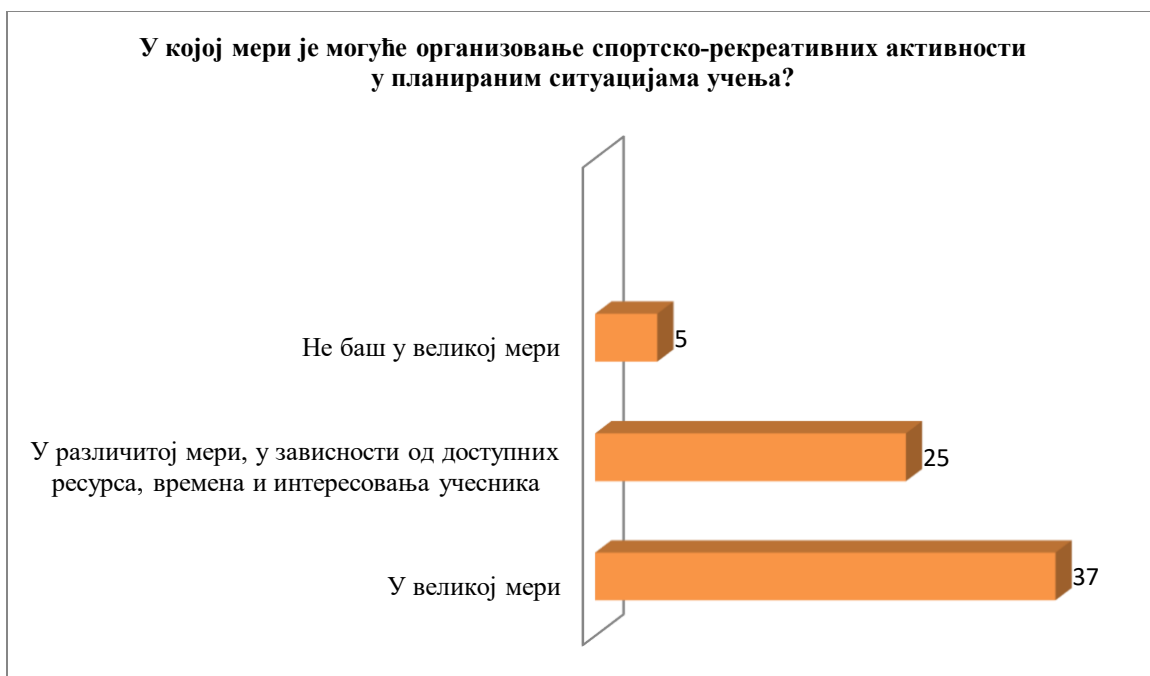 У којој мери је могуће организовање спортско-рекреативних активности
у планираним ситуацијама учења?
Не баш у великој мери
5
У различитој мери, у зависности од доступних
ресурса, времена и интересовања учесника
25
У великој мери
37